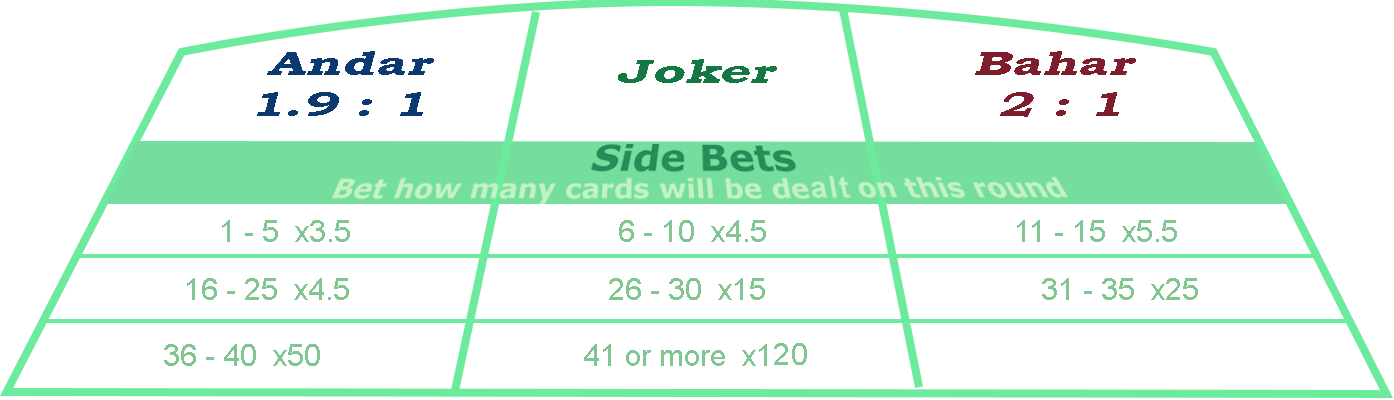 Andar
1.9 : 1
Joker
Bahar
2 : 1
Side Bets
Bet how many cards will be dealt on this round
1 - 5 x3.5
6 - 10 x4.5
11 - 15 x5.5
16 - 25 x4.5
26 - 30 x15
31 - 35 x25
36 - 40 x50
41 or more x120